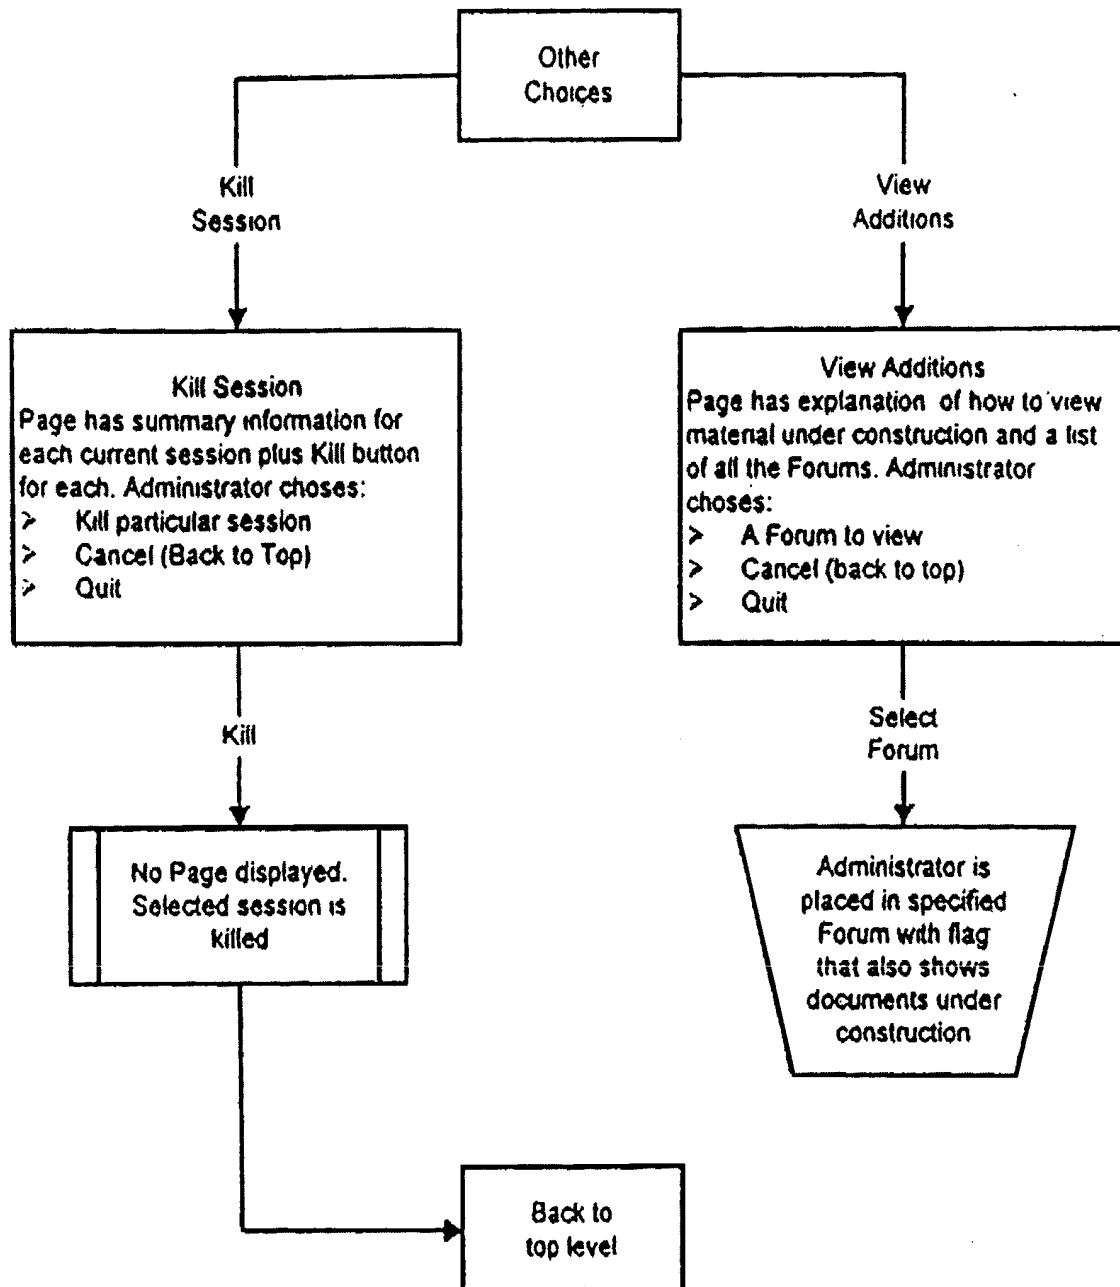 Other
Choices
Kill
Session
View
Additions
Kill Session
Page has summary information for
each current session plus Kill button
for each. Administrator choses:
> Kill particular session
> Cancel (Back to Top)
> Quit
View Additions
Page has explanation of how to view
material under construction and a list
of all the Forums. Administrator
choses:
> A Forum to view
> Cancel (back to top)
> Quit
Kill
Select
Forum
No Page displayed.
Selected session is
killed
Administrator is
placed in specified
Forum with flag
that also shows
documents under
construction
Back to
top level